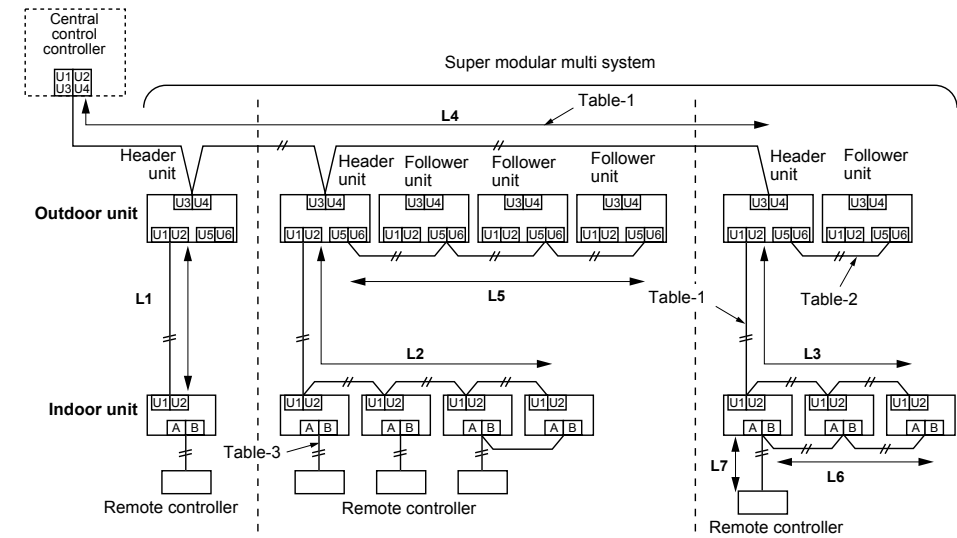 Central
control
controller
U1 U2
U3 U4
Super modular multi system
L4
Table-1
Header
unit
Header
unit
Follower
unit
Follower
unit
Follower
unit
Header
unit
Follower
unit
Outdoor unit
U3 U4
U3 U4
U3 U4
U3 U4
U3 U4
U3 U4
U3 U4
U1 U2 U5 U6
U1 U2 U5 U6
U1 U2 U5 U6
U1 U2 U5 U6
U1 U2 U5 U6
U1 U2 U5 U6
U1 U2 U5 U6
L1
L5
Table-1
Table-2
L2
L3
Indoor unit
U1 U2
U1 U2
U1 U2
U1 U2
U1 U2
U1 U2
U1 U2
U1 U2
A B
A B
A B
A B
A B
A B
A B
A B
Table-3
L7
L6
Remote controller
Remote controller
Remote controller